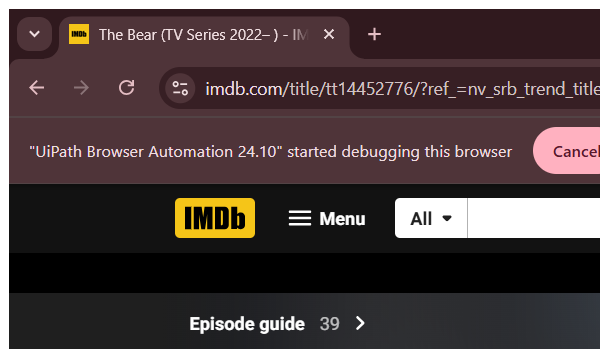 IMDb The Bear (TV Series 2022– ) - IM
imdb.com/title/tt14452776/?ref_=nv_srb_trend_title
"UiPath Browser Automation 24.10" started debugging this browser Cancel
IMDb Menu All
Episode guide 39